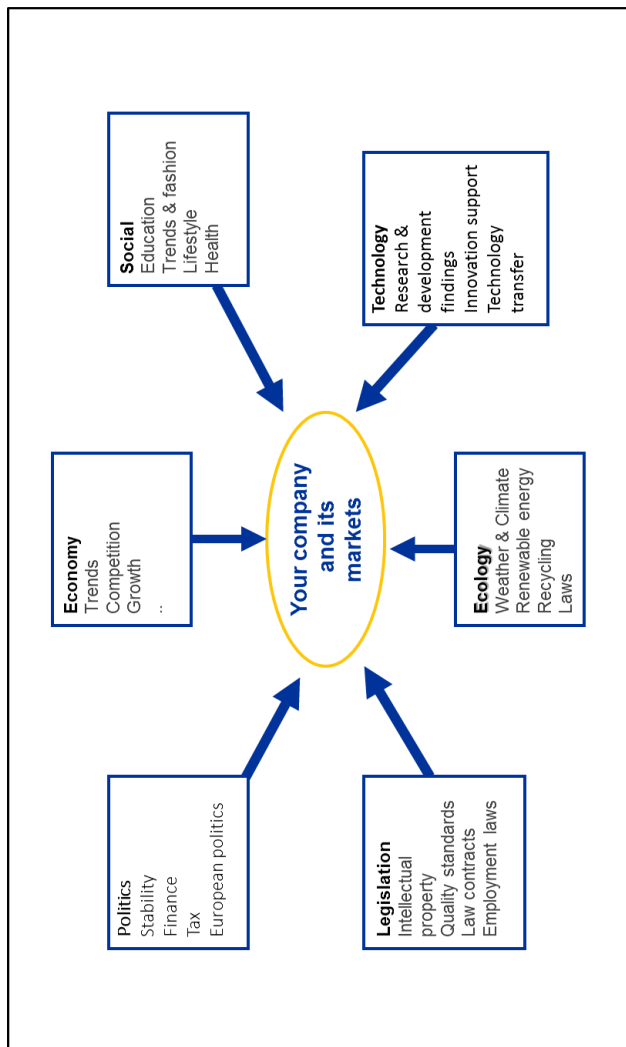 Politics
Stability
Finance
Tax
European politics
Economy
Trends
Competition
Growth
..
Social
Education
Trends & fashion
Lifestyle
Health
Your company
and its
markets
Legislation
Intellectual
property
Quality standards
Law contracts
Employment laws
Ecology
Weather & Climate
Renewable energy
Recycling
Laws
Technology
Research &
development
findings
Innovation support
Technology
transfer